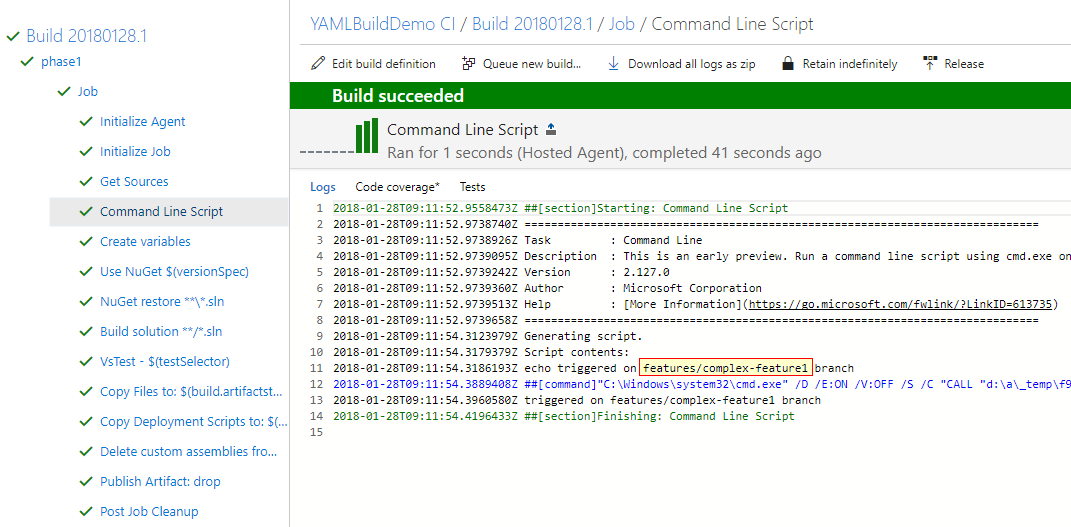 Build 20180128.1
phase1
Job
Initialize Agent
Initialize Job
Get Sources
Command Line Script
Create variables
Use NuGet $(versionSpec)
NuGet restore **\*.sln
Build solution **/*.sln
VsTest - $(testSelector)
Copy Files to: $(build.artifactst...
Copy Deployment Scripts to: $(...
Delete custom assemblies fro...
Publish Artifact: drop
Post Job Cleanup
YAMLBuildDemo CI / Build 20180128.1 / Job / Command Line Script
Edit build definition Queue new build... Download all logs as zip Retain indefinitely Release
Build succeeded
Command Line Script
Ran for 1 seconds (Hosted Agent), completed 41 seconds ago
Logs Code coverage* Tests
1 2018-01-28T09:11:52.9558473Z ##[section]Starting: Command Line Script
2 2018-01-28T09:11:52.9738740Z ==============================================================================
3 2018-01-28T09:11:52.9738926Z Task         : Command Line
4 2018-01-28T09:11:52.9739095Z Description  : This is an early preview. Run a command line script using cmd.exe on
5 2018-01-28T09:11:52.9739242Z Version      : 2.127.0
6 2018-01-28T09:11:52.9739360Z Author       : Microsoft Corporation
7 2018-01-28T09:11:52.9739513Z Help         : [More Information](https://go.microsoft.com/fwlink/?LinkID=613735)
8 2018-01-28T09:11:52.9739658Z ==============================================================================
9 2018-01-28T09:11:54.3123979Z Generating script.
10 2018-01-28T09:11:54.3179379Z Script contents:
11 2018-01-28T09:11:54.3186193Z echo triggered on features/complex-feature1 branch
12 2018-01-28T09:11:54.3889408Z ##[command]"C:\Windows\system32\cmd.exe" /D /E:ON /V:OFF /S /C "CALL "d:\a\_temp\f9
13 2018-01-28T09:11:54.3960580Z triggered on features/complex-feature1 branch
14 2018-01-28T09:11:54.4196433Z ##[section]Finishing: Command Line Script
15